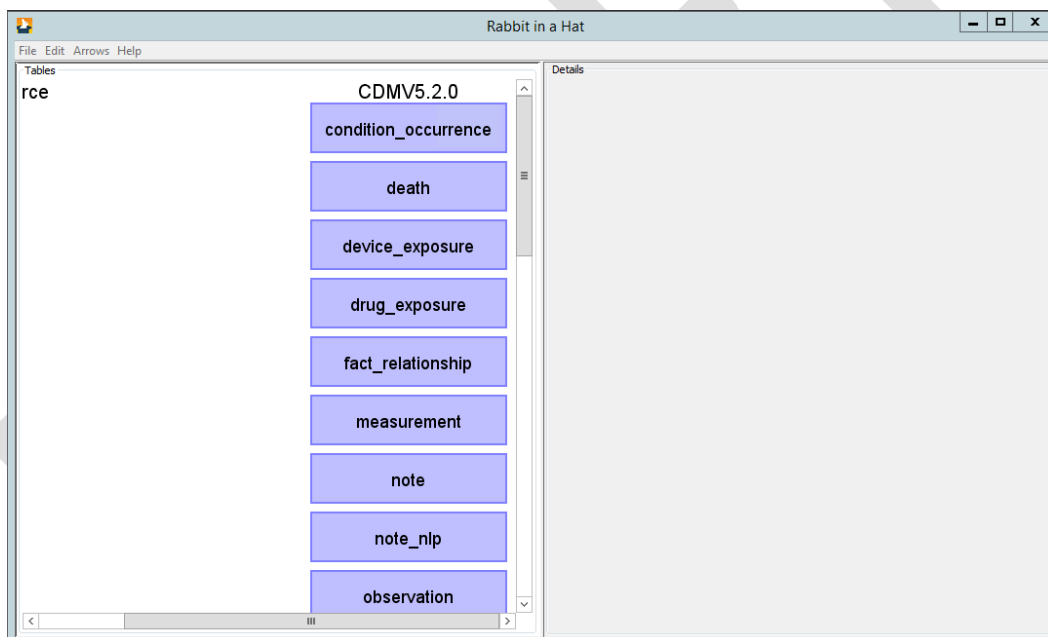 Rabbit in a Hat
File Edit Arrows Help
Tables
Details
rce
CDMV5.2.0
condition_occurrence
death
device_exposure
drug_exposure
fact_relationship
measurement
note
note_nlp
observation